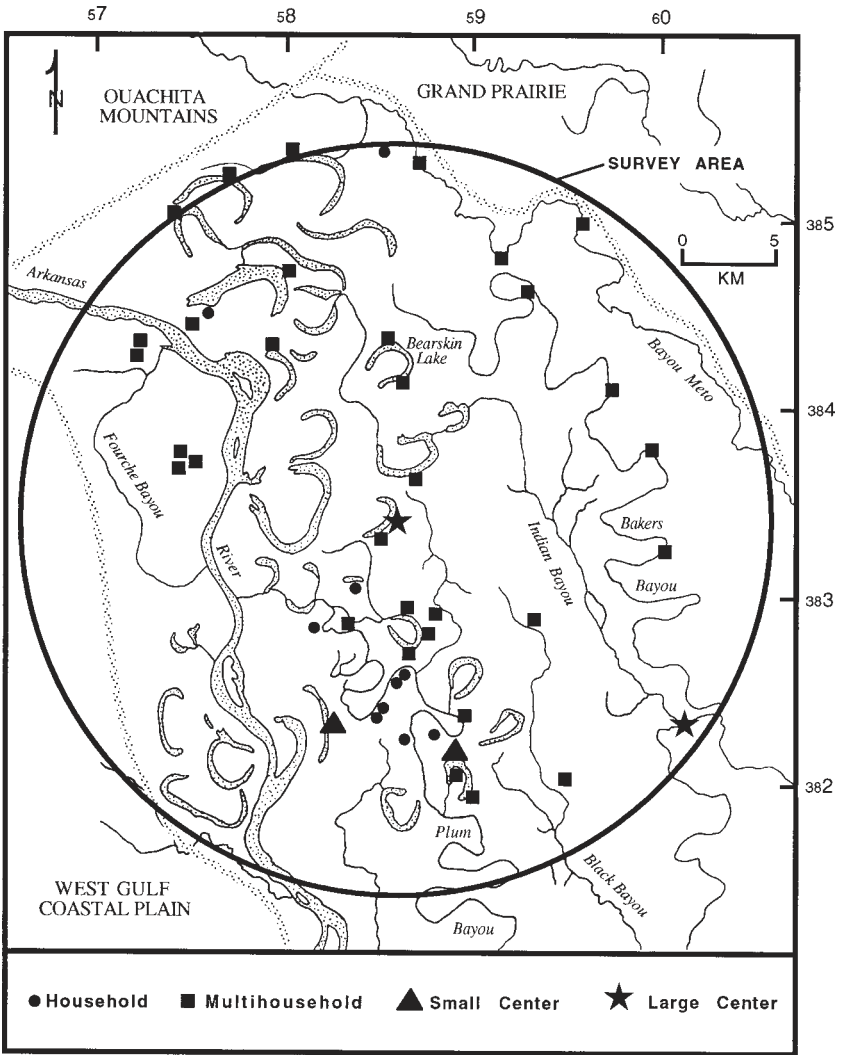 57 58 59 60
N
OUACHITA
MOUNTAINS
GRAND PRAIRIE
SURVEY AREA
385
0 5
KM
Arkansas
Bearskin
Lake
Bayou Meto
384
Fourche Bayou
River
Indian Bayou
Bakers
Bayou
383
382
Plum
Black Bayou
WEST GULF
COASTAL PLAIN
Bayou
Household Multihousehold Small Center Large Center